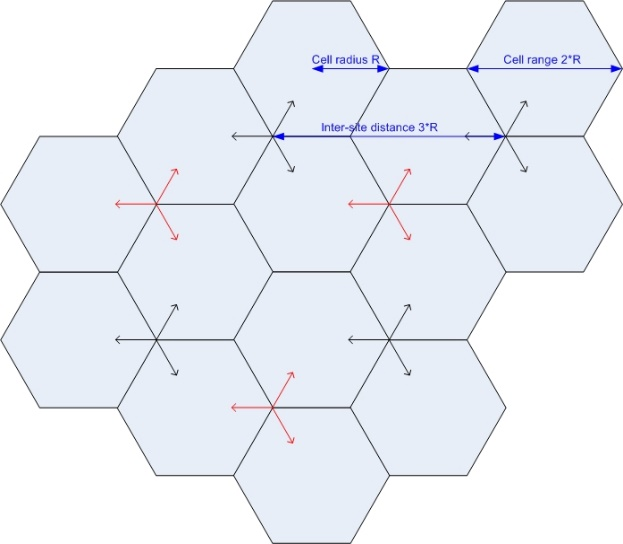 Cell radius R
Cell range 2*R
Inter-site distance 3*R